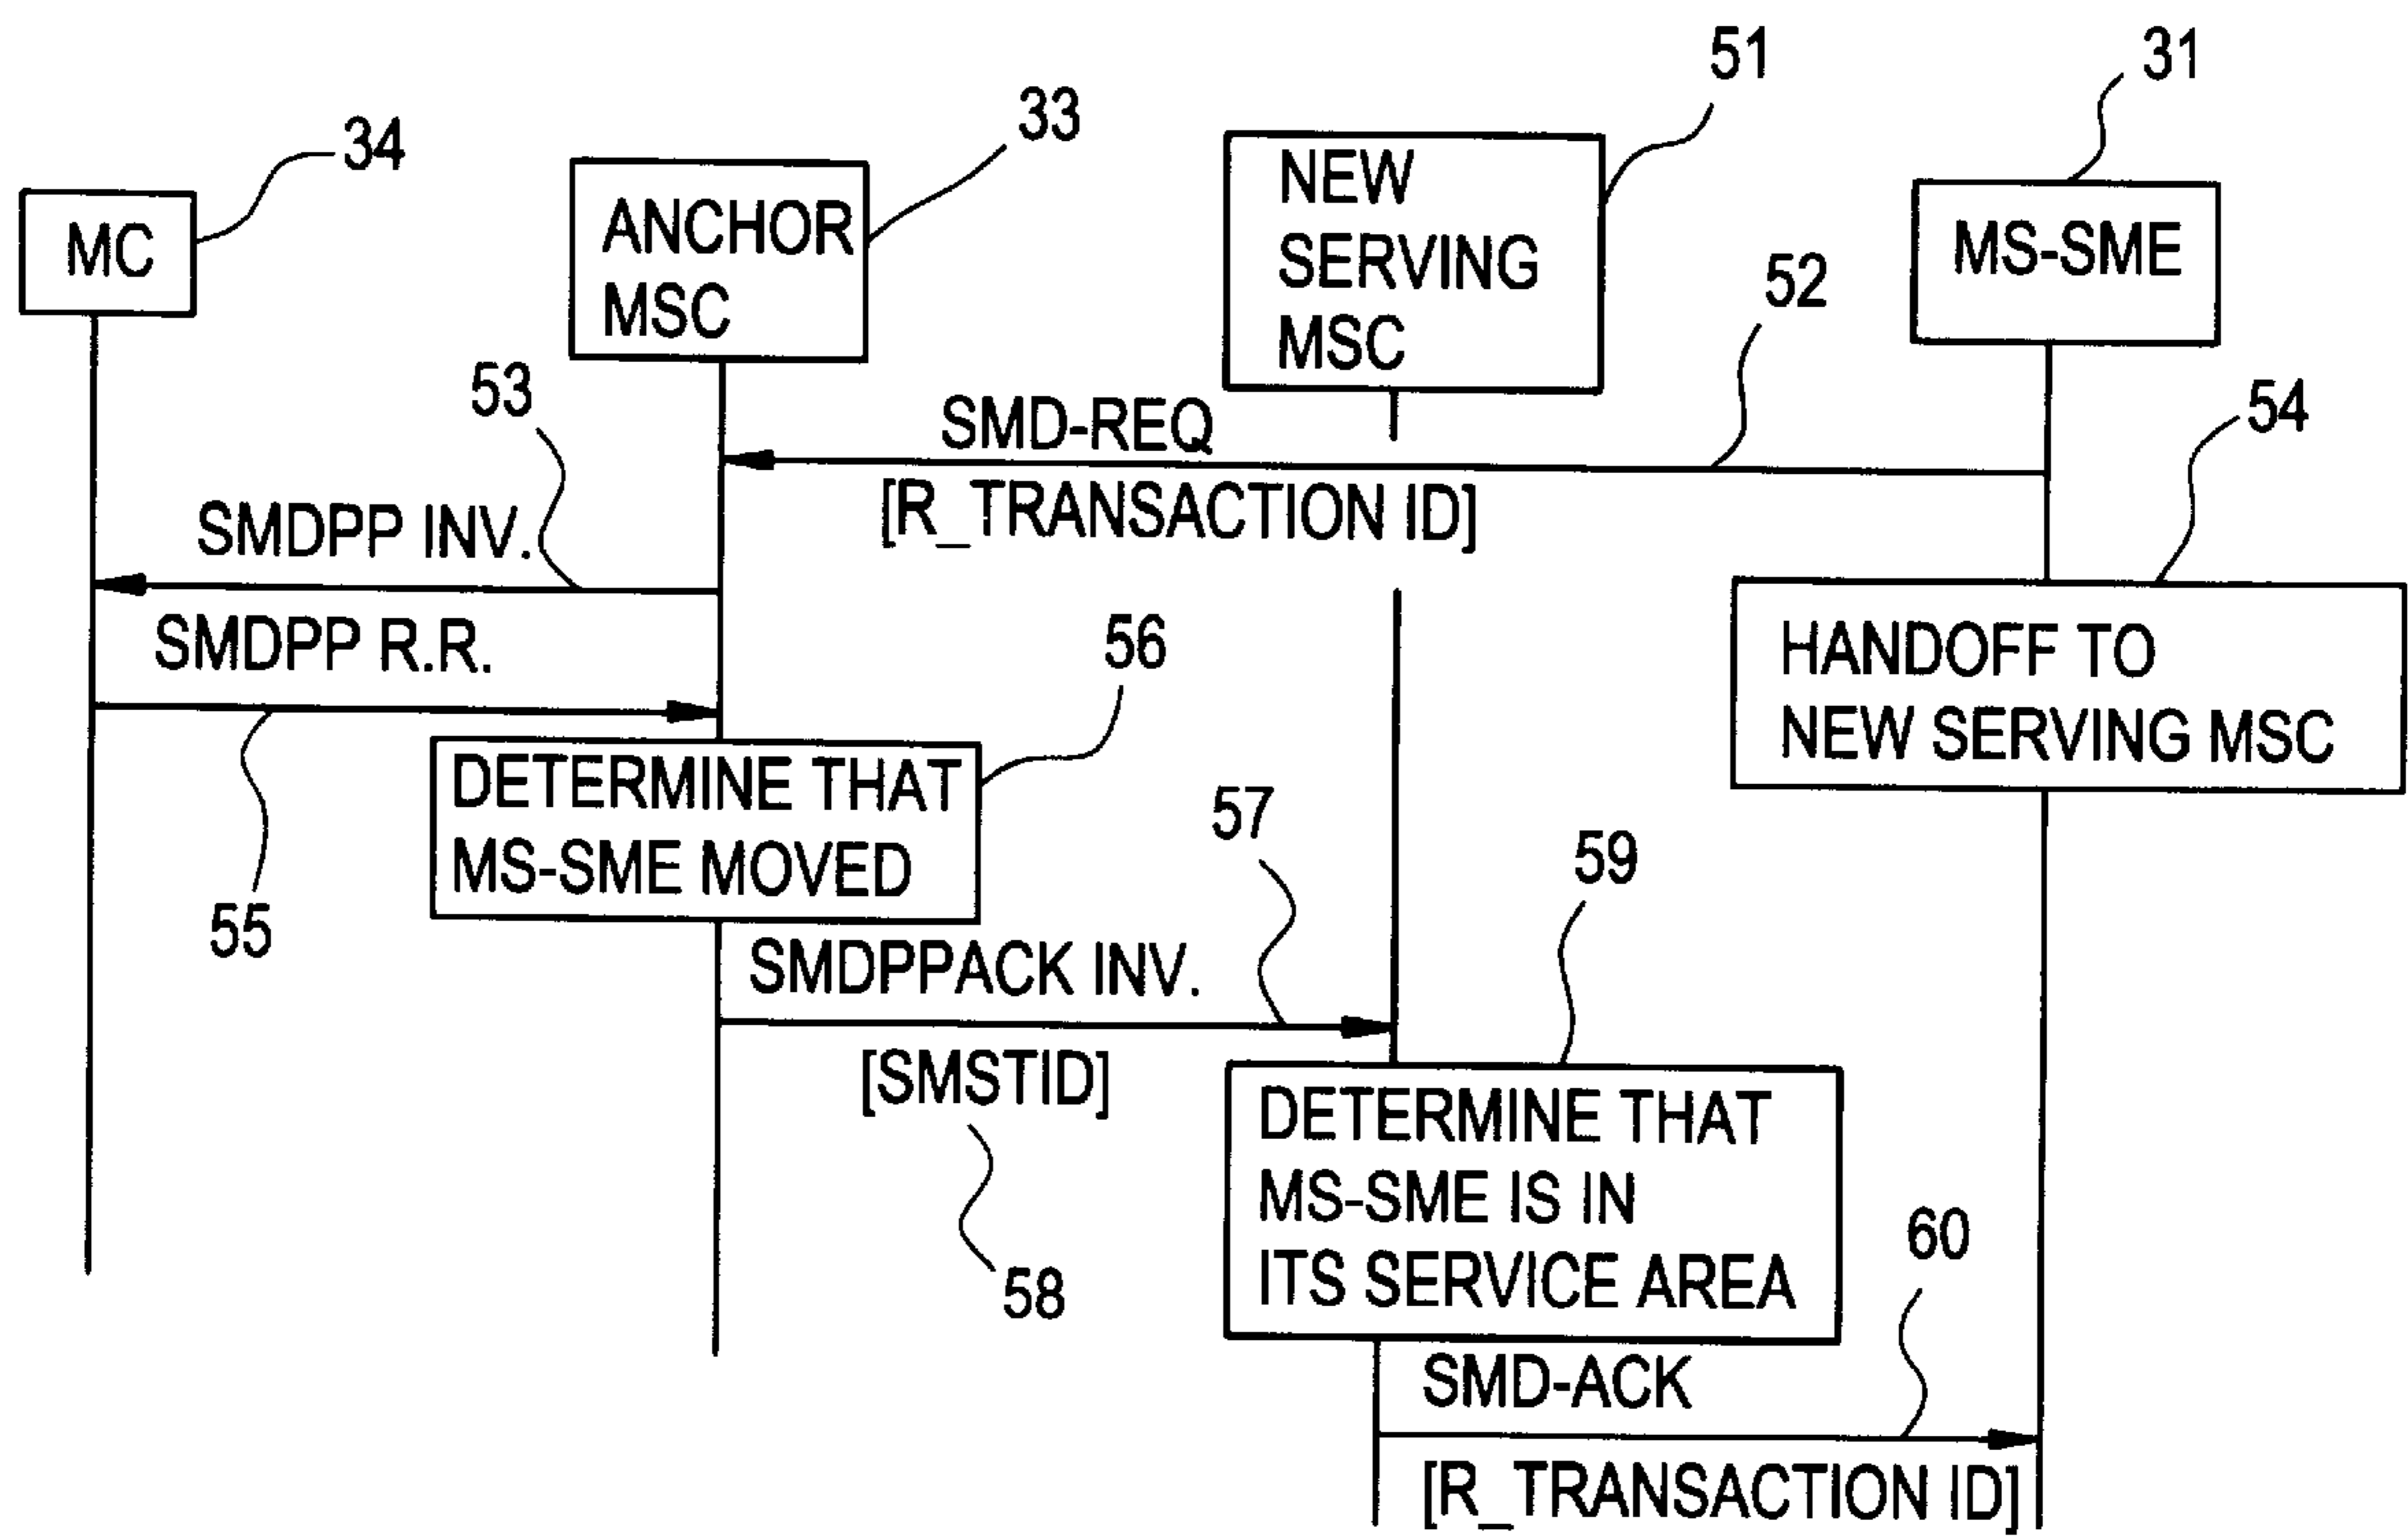 51
31
33
34
NEW
SERVING
MSC
MS-SME
ANCHOR
MSC
MC
52
53
54
SMD-REQ
[R_TRANSACTION ID]
SMDPP INV.
SMDPP R.R.
56
HANDOFF TO
NEW SERVING MSC
DETERMINE THAT
MS-SME MOVED
57
59
55
SMDPPACK INV.
[SMSTID]
58
DETERMINE THAT
MS-SME IS IN
ITS SERVICE AREA
60
SMD-ACK
[R_TRANSACTION ID]